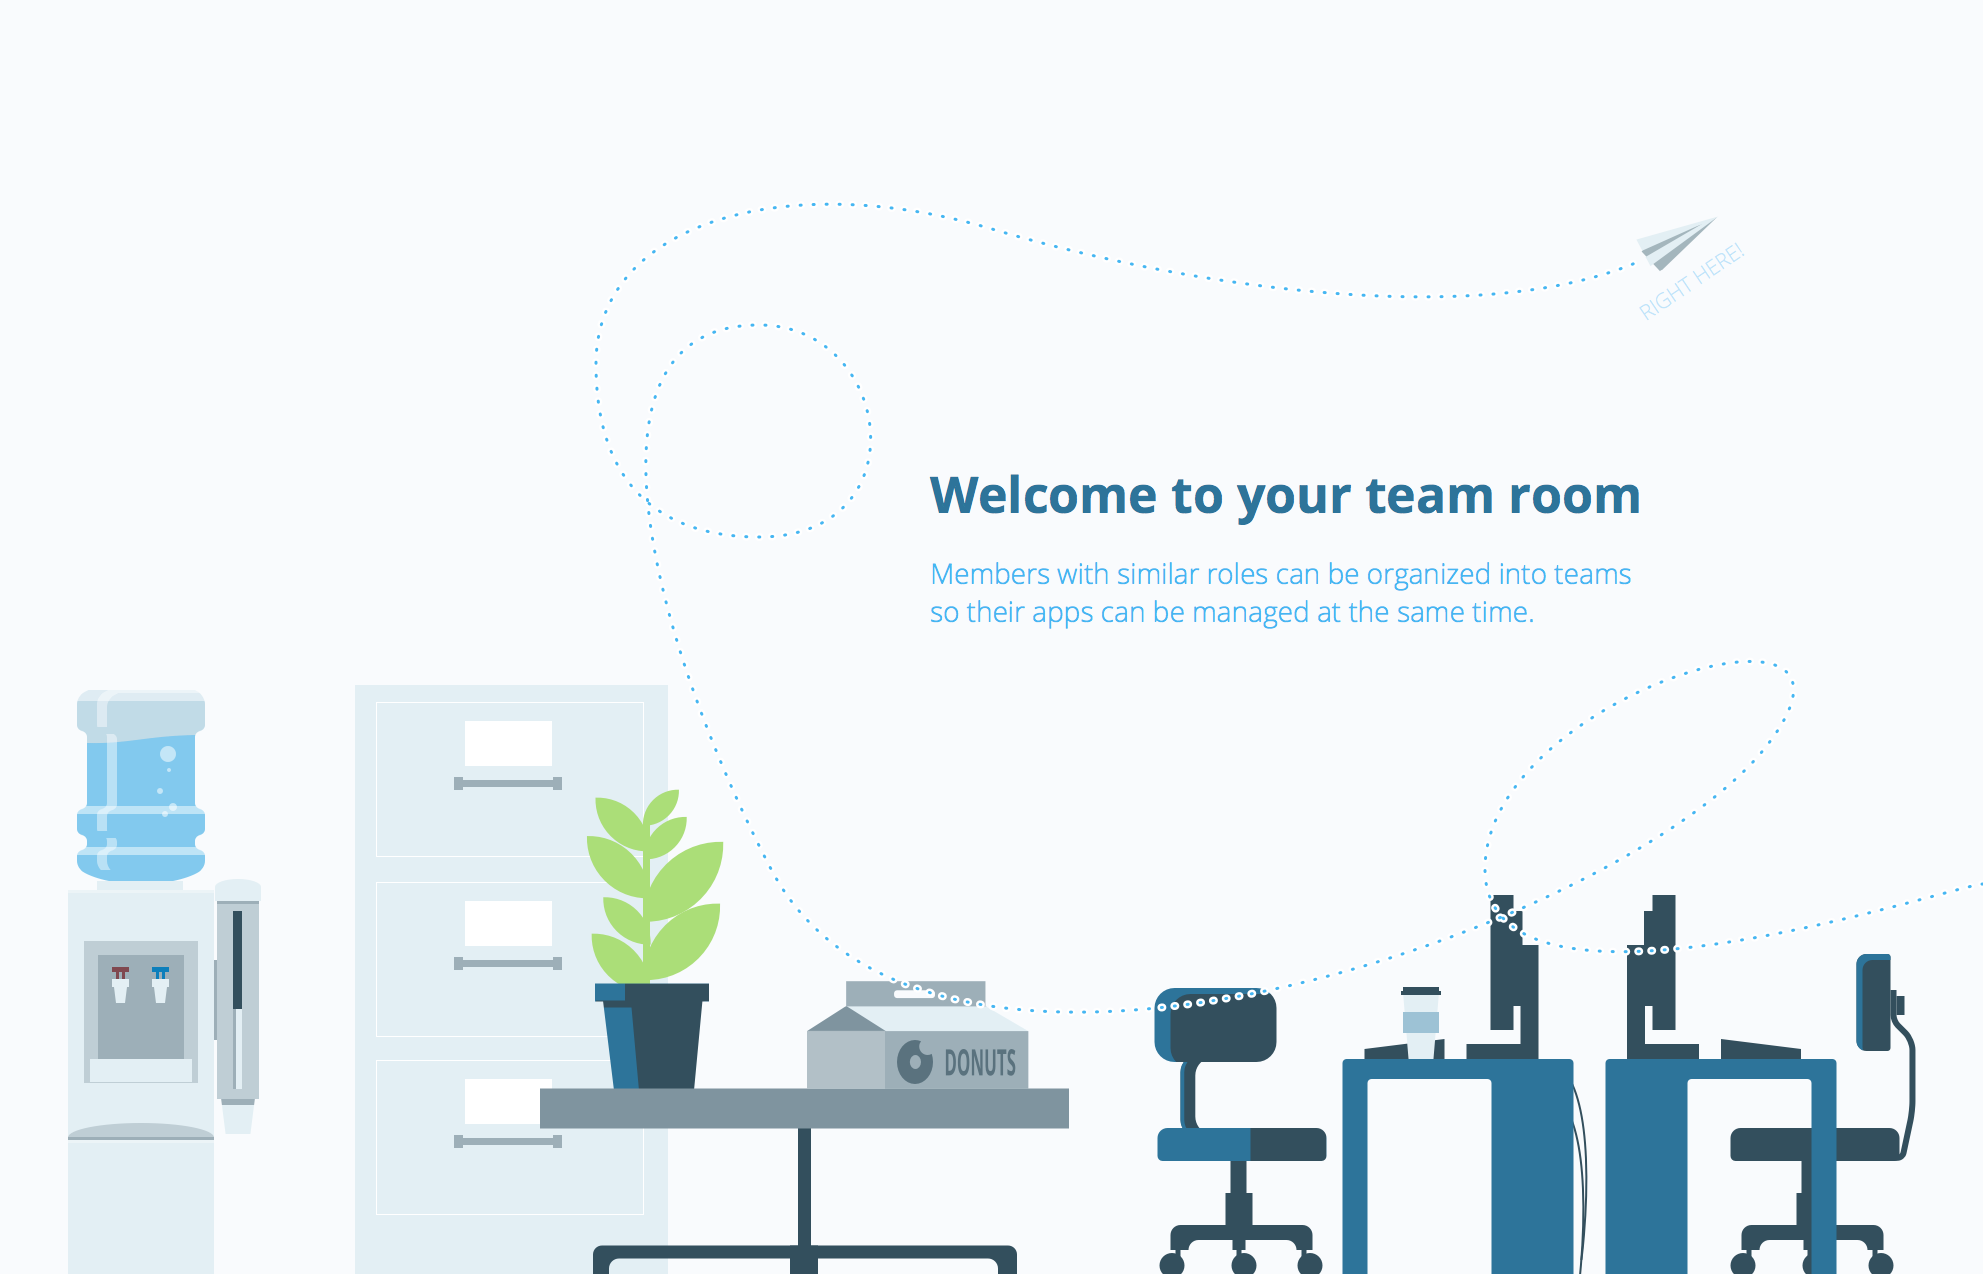 RIGHT HERE!
Welcome to your team room
Members with similar roles can be organized into teams
so their apps can be managed at the same time.
DONUTS